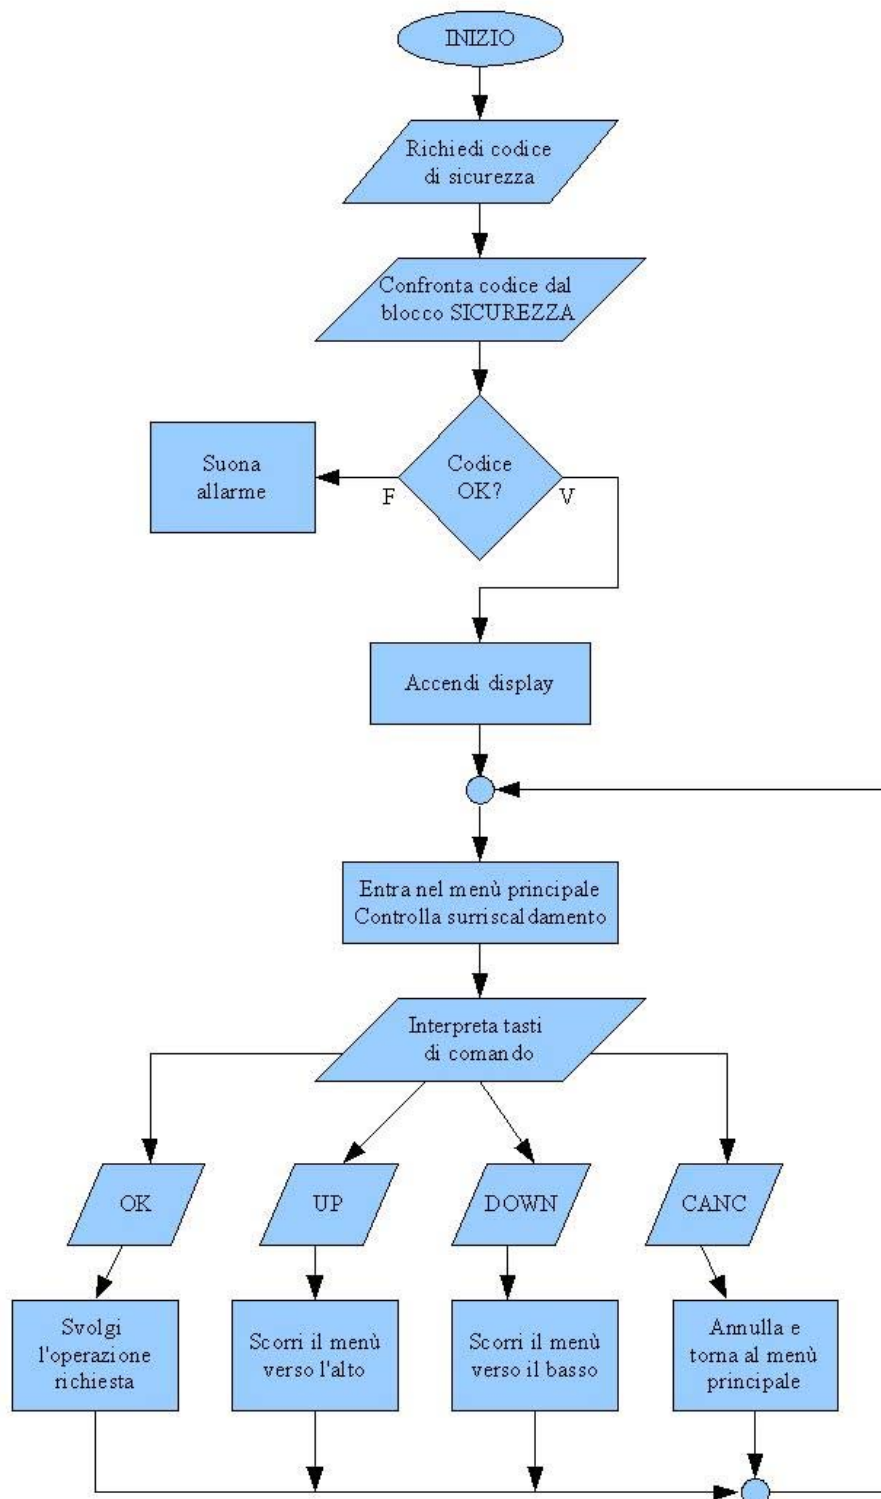 INIZIO
Richiedi codice
di sicurezza
Confronta codice dal
blocco SICUREZZA
Suona
allarme
F
Codice
OK?
V
Accendi display
Entra nel menù principale
Controlla surriscaldamento
Interpreta tasti
di comando
OK
UP
DOWN
CANC
Svolgi
l'operazione
richiesta
Scorri il menù
verso l'alto
Scorri il menù
verso il basso
Annulla e
torna al menù
principale